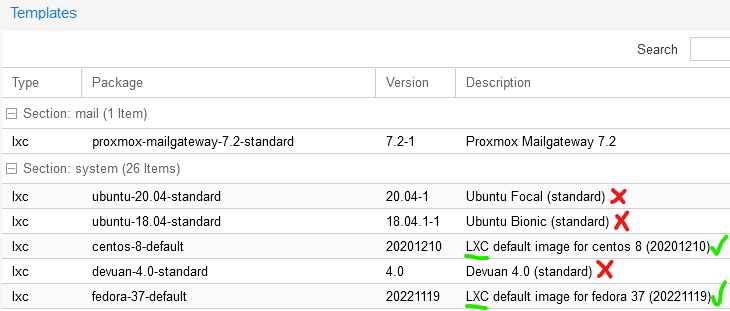 Templates
Search
Type Package Version Description
Section: mail (1 Item)
lxc proxmox-mailgateway-7.2-standard 7.2-1 Proxmox Mailgateway 7.2
Section: system (26 Items)
lxc ubuntu-20.04-standard 20.04-1 Ubuntu Focal (standard)
lxc ubuntu-18.04-standard 18.04.1-1 Ubuntu Bionic (standard)
lxc centos-8-default 20201210 LXC default image for centos 8 (20201210)
lxc devuan-4.0-standard 4.0 Devuan 4.0 (standard)
lxc fedora-37-default 20221119 LXC default image for fedora 37 (20221119)